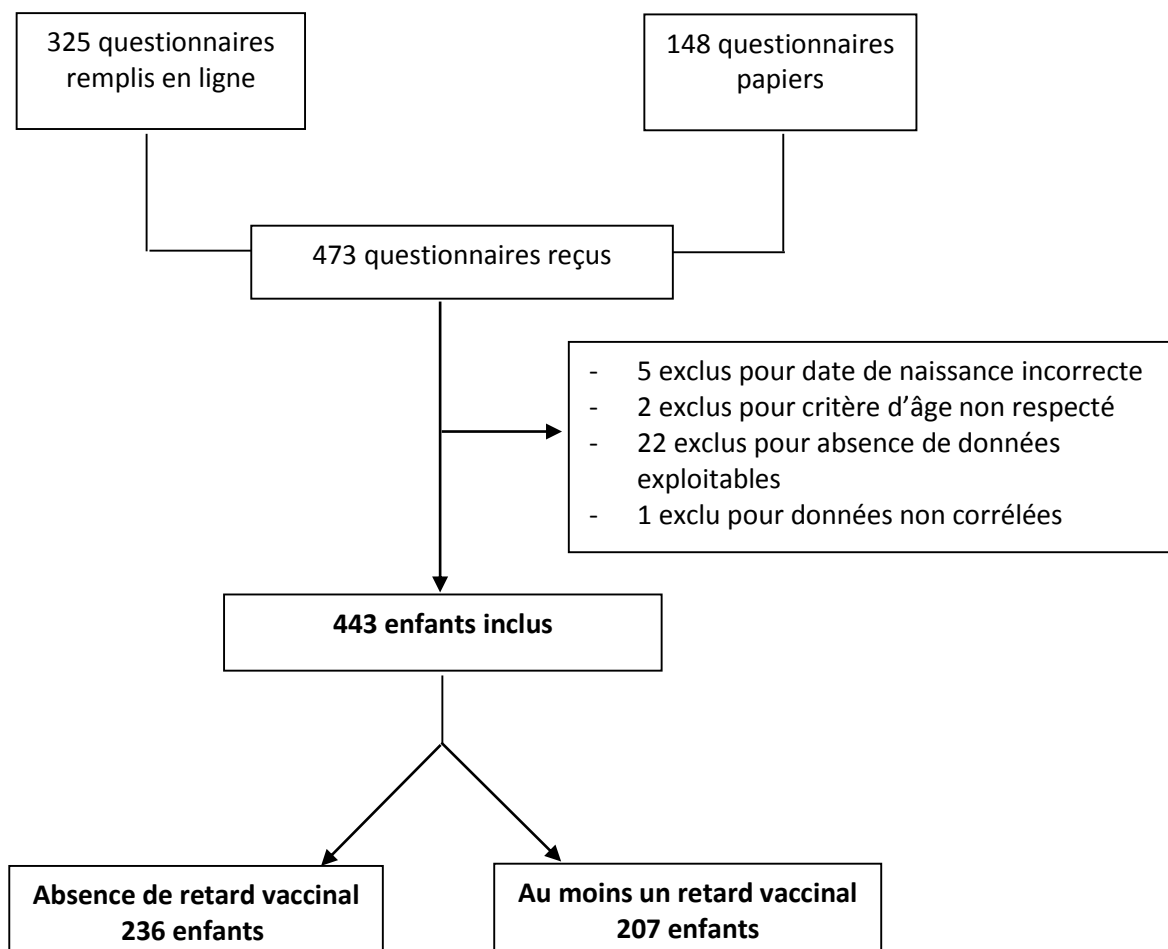 325 questionnaires
remplis en ligne
148 questionnaires
papiers
473 questionnaires reçus
- 5 exclus pour date de naissance incorrecte
- 2 exclus pour critère d’âge non respecté
- 22 exclus pour absence de données
exploitables
- 1 exclu pour données non corrélées
443 enfants inclus
Absence de retard vaccinal
236 enfants
Au moins un retard vaccinal
207 enfants